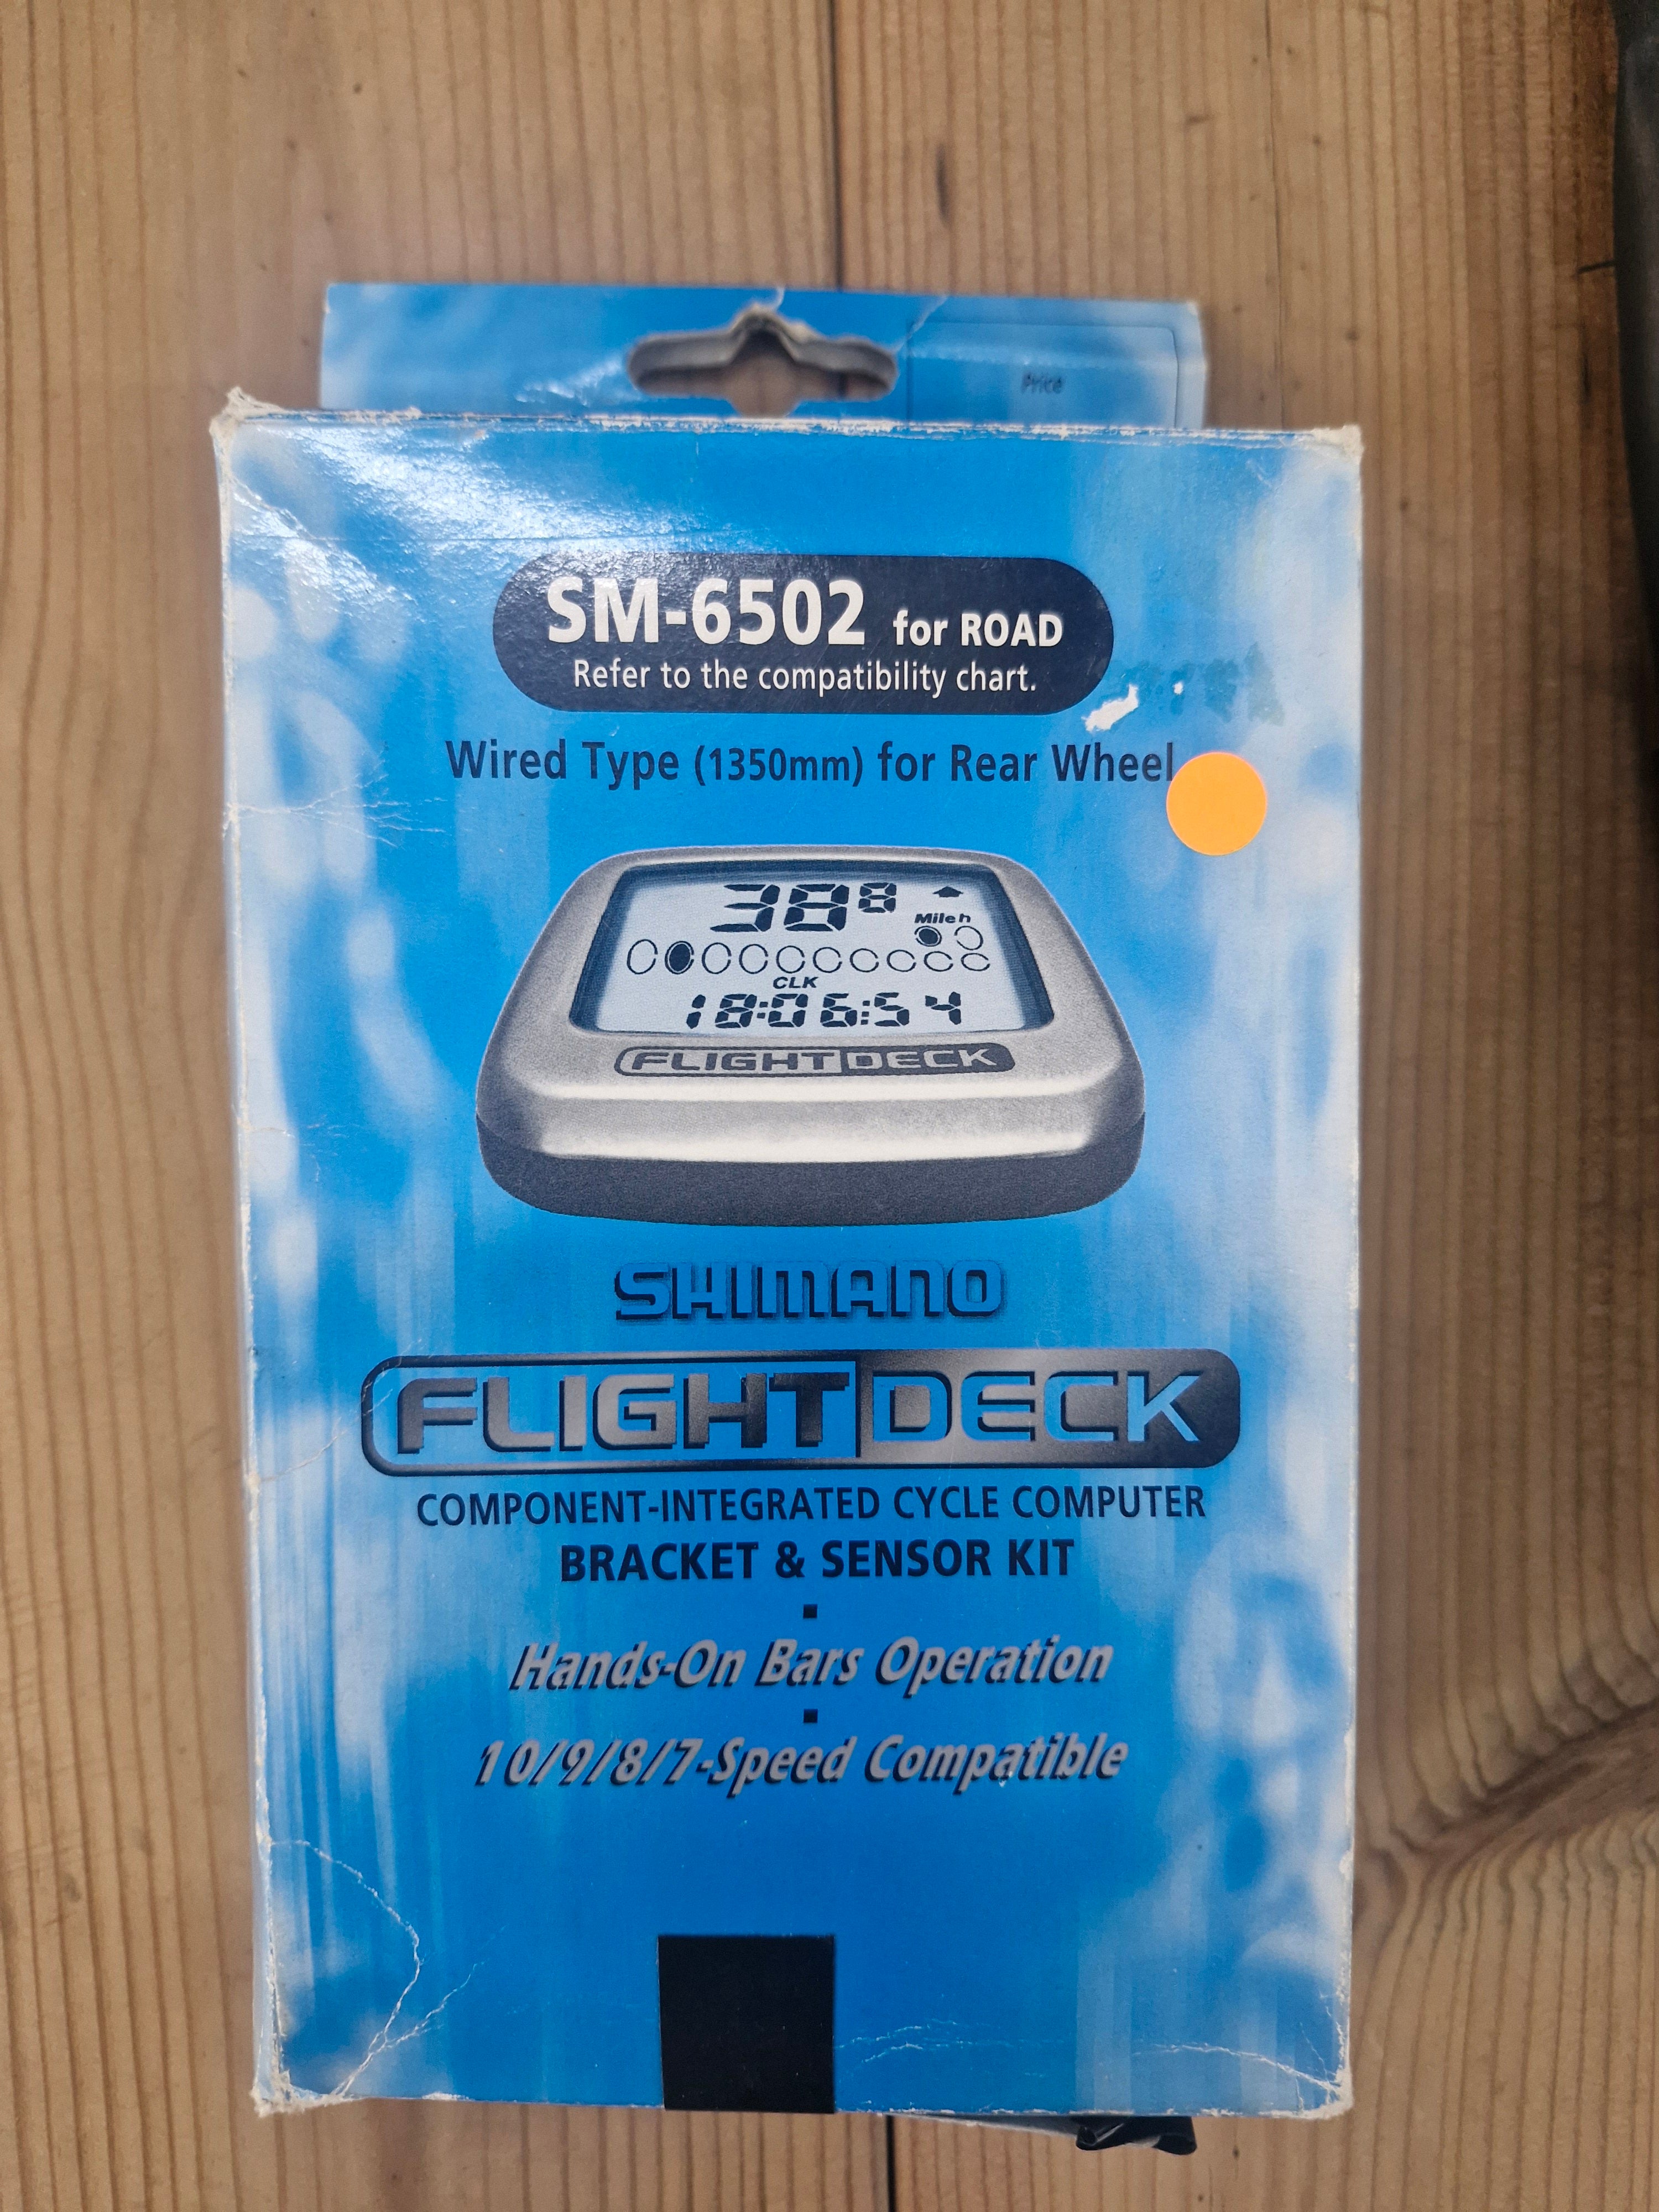 Price
SM-6502 for ROAD
Refer to the compatibility chart.
Wired Type (1350mm) for Rear Wheel
38 8
Mile h
CLK
18:06:54
FLIGHT DECK
SHIMANO
FLIGHT DECK
COMPONENT-INTEGRATED CYCLE COMPUTER
BRACKET & SENSOR KIT
Hands-On Bars Operation
10/9/8/7-Speed Compatible